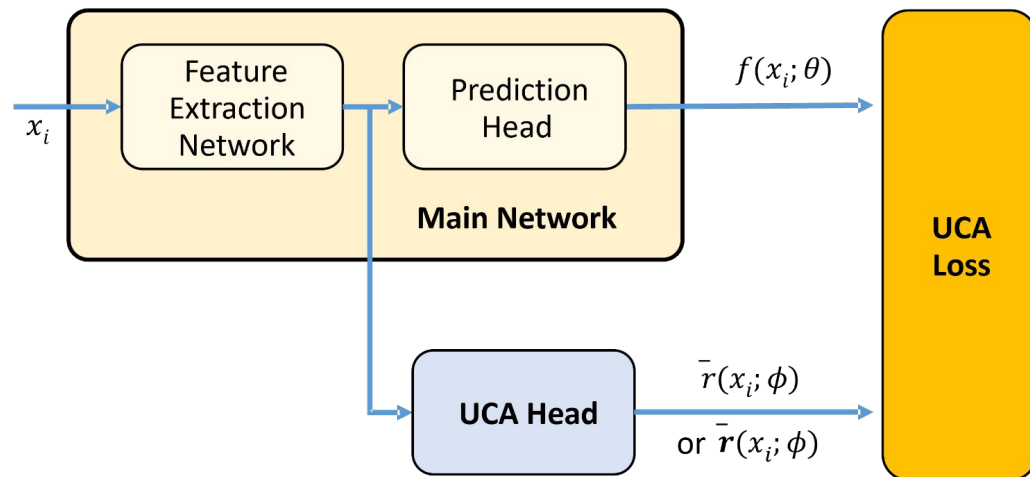 x_i
Feature
Extraction
Network
Prediction
Head
Main Network
f(x_i; θ)
UCA Head
r̄(x_i; ϕ)
or r̄(x_i; ϕ)
UCA
Loss